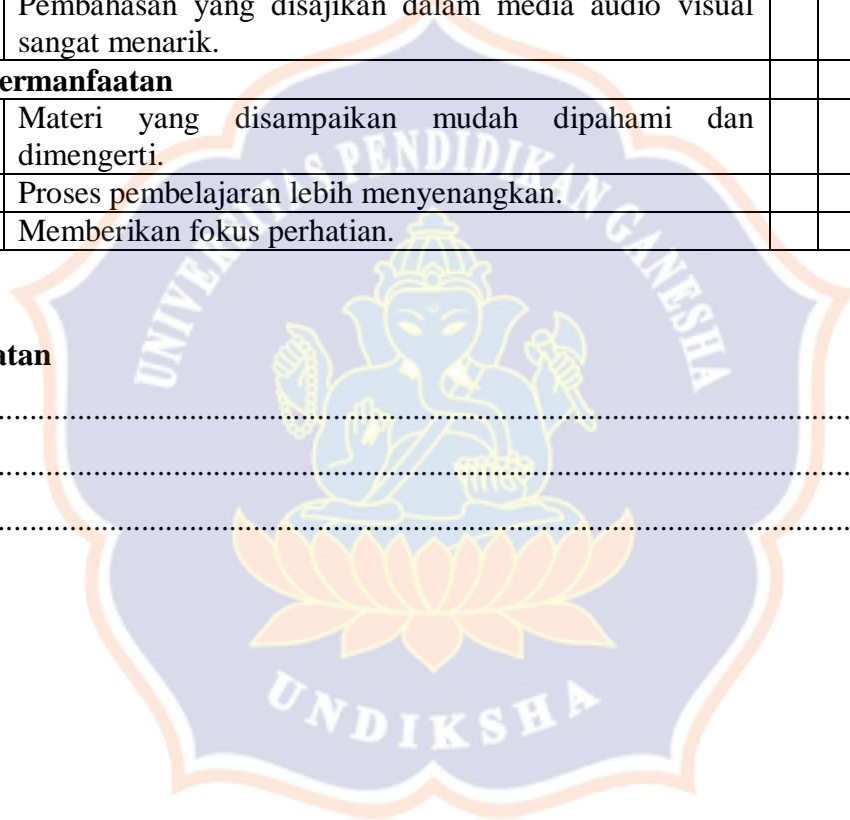 Pembahasan yang disajikan dalam media audio visual
sangat menarik.
ermanfaatan
Materi yang disampaikan mudah dipahami dan
dimengerti.
Proses pembelajaran lebih menyenangkan.
Memberikan fokus perhatian.
UNIVERSITAS PENDIDIKAN GANESHA
atan
UNDIKSHA